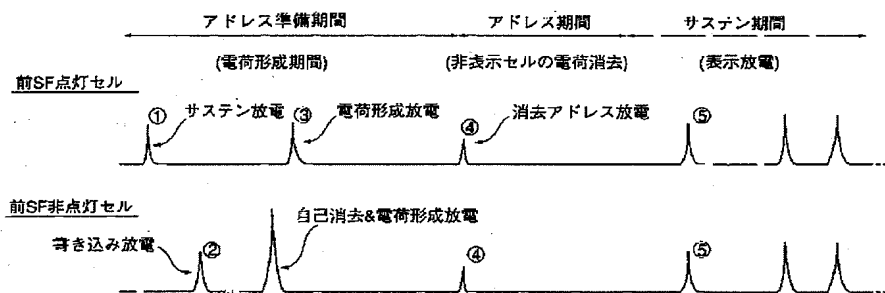 アドレス準備期間 アドレス期間 サステン期間
(電荷形成期間) (非表示セルの電荷消去) (表示放電)
前SF点灯セル
① サステン放電 ③ 電荷形成放電 ④ 消去アドレス放電 ⑤
前SF非点灯セル
書き込み放電 ② 自己消去&電荷形成放電 ④ ⑤